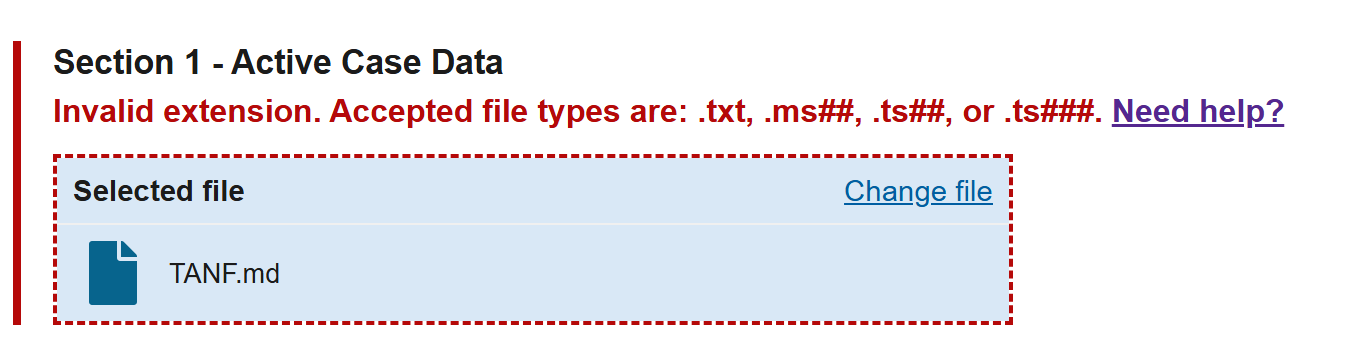 Section 1 - Active Case Data
Invalid extension. Accepted file types are: .txt, .ms##, .ts##, or .ts###. Need help?
Selected file Change file
TANF.md